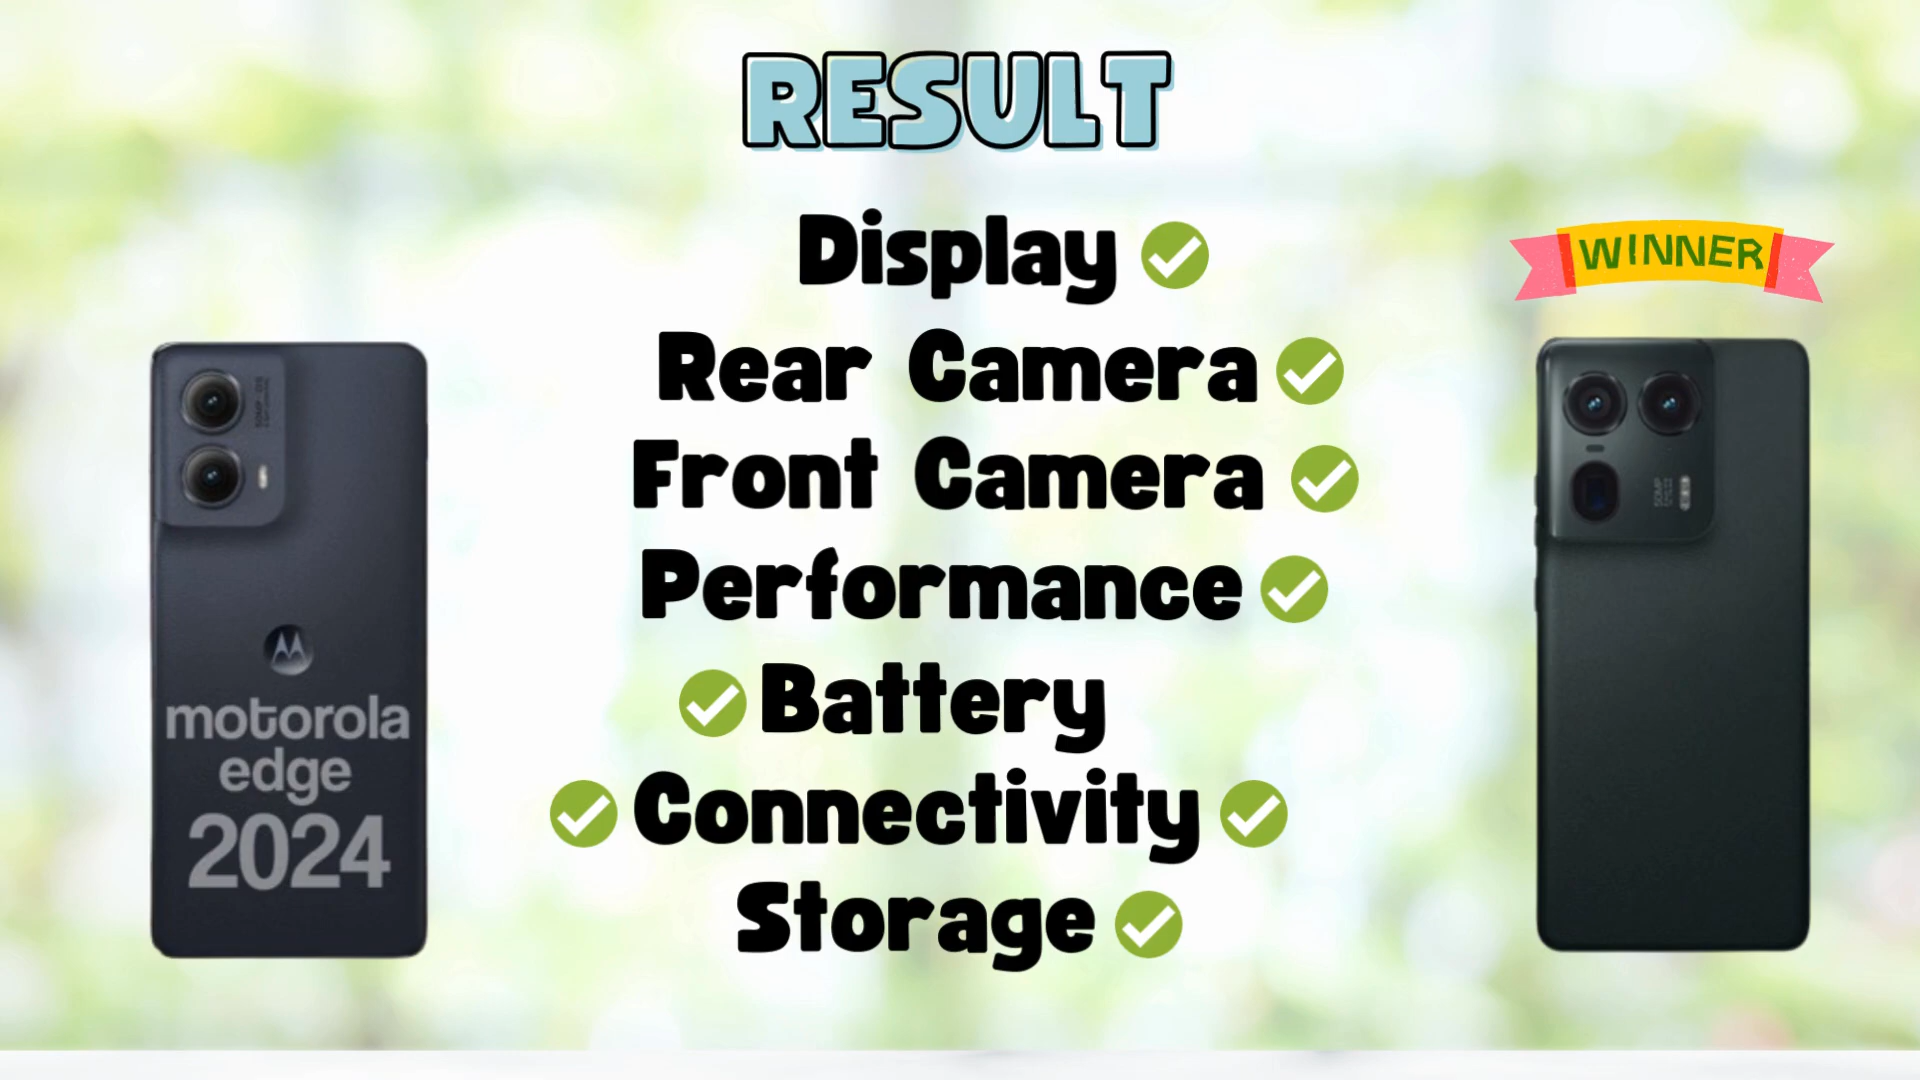 RESULT
Display
WINNER
Rear Camera
Front Camera
Performance
Battery
motorola
edge
2024
Connectivity
Storage